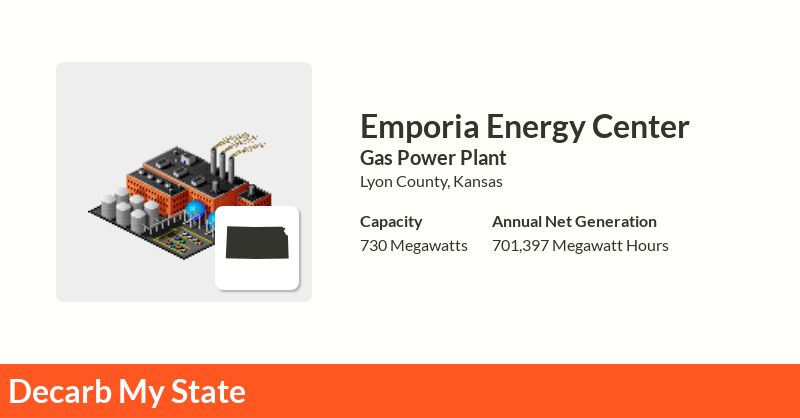 Emporia Energy Center
Gas Power Plant
Lyon County, Kansas
Capacity
730 Megawatts
Annual Net Generation
701,397 Megawatt Hours
Decarb My State